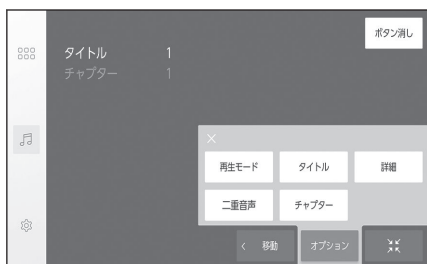 ボタン消し
タイトル 1
チャプター 1
×
再生モード タイトル 詳細
二重音声 チャプター
< 移動 オプション